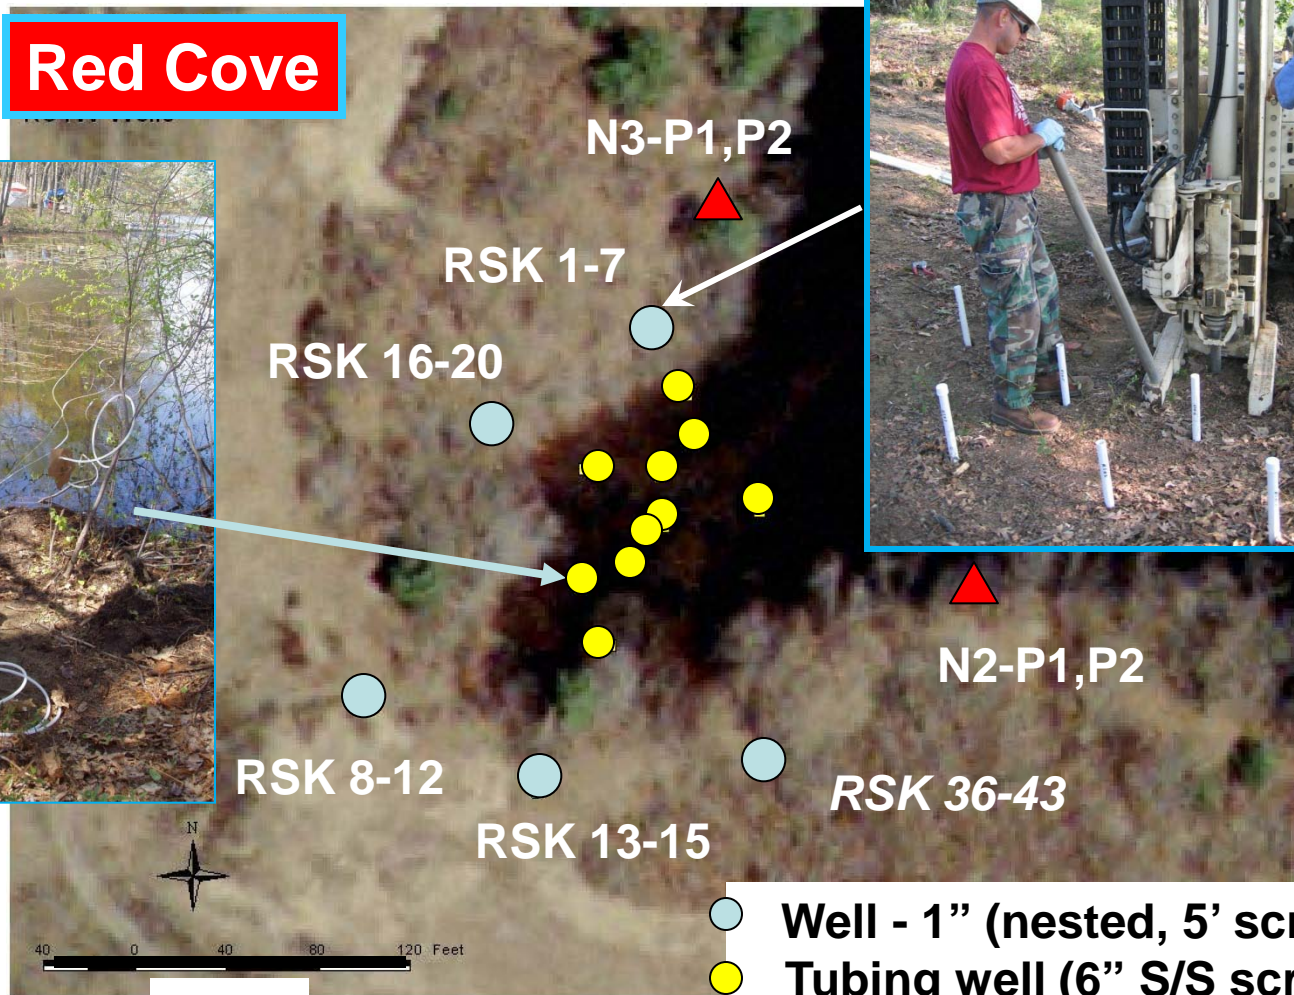 Red Cove
N3-P1,P2
RSK 1-7
RSK 16-20
N2-P1,P2
RSK 8-12
RSK 36-43
RSK 13-15
N
40 0 40 80 120 Feet
Well - 1” (nested, 5’ scr
Tubing well (6” S/S scr